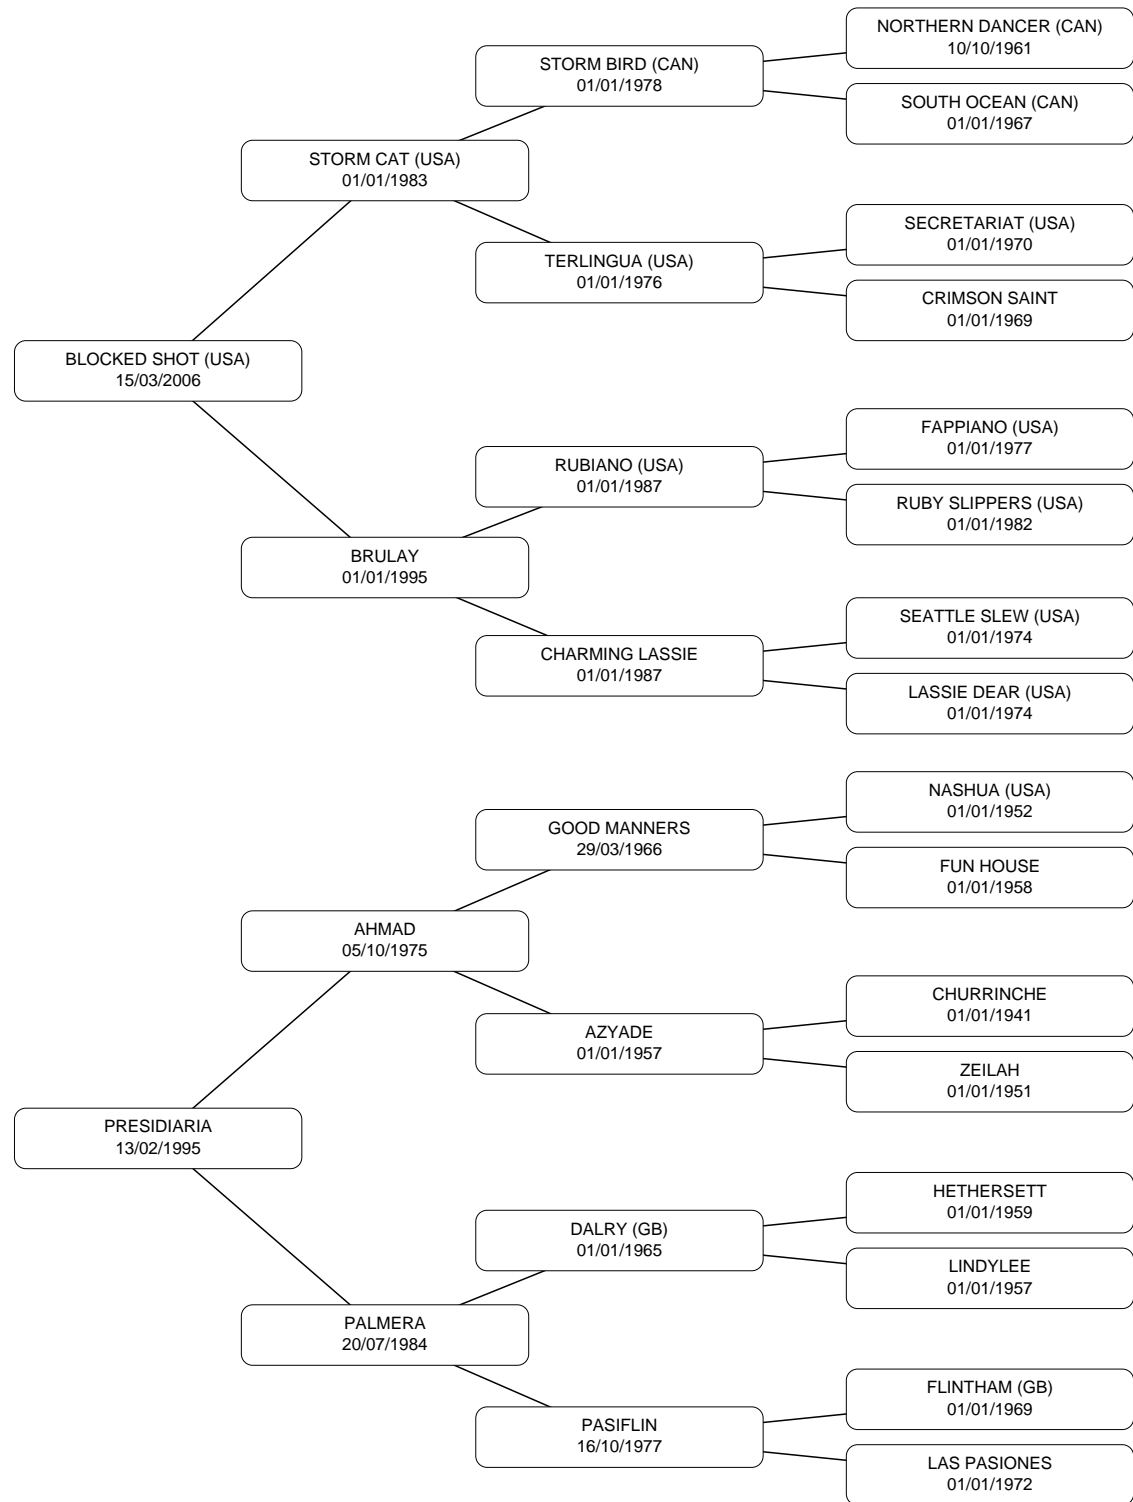 NORTHERN DANCER (CAN)
10/10/1961
STORM BIRD (CAN)
01/01/1978
SOUTH OCEAN (CAN)
01/01/1967
STORM CAT (USA)
01/01/1983
SECRETARIAT (USA)
01/01/1970
TERLINGUA (USA)
01/01/1976
CRIMSON SAINT
01/01/1969
BLOCKED SHOT (USA)
15/03/2006
FAPPIANO (USA)
01/01/1977
RUBIANO (USA)
01/01/1987
RUBY SLIPPERS (USA)
01/01/1982
BRULAY
01/01/1995
SEATTLE SLEW (USA)
01/01/1974
CHARMING LASSIE
01/01/1987
LASSIE DEAR (USA)
01/01/1974
NASHUA (USA)
01/01/1952
GOOD MANNERS
29/03/1966
FUN HOUSE
01/01/1958
AHMAD
05/10/1975
CHURRINCHE
01/01/1941
AZYADE
01/01/1957
ZEILAH
01/01/1951
PRESIDIARIA
13/02/1995
HETHERSETT
01/01/1959
DALRY (GB)
01/01/1965
LINDYLEE
01/01/1957
PALMERA
20/07/1984
FLINTHAM (GB)
01/01/1969
PASIFLIN
16/10/1977
LAS PASIONES
01/01/1972